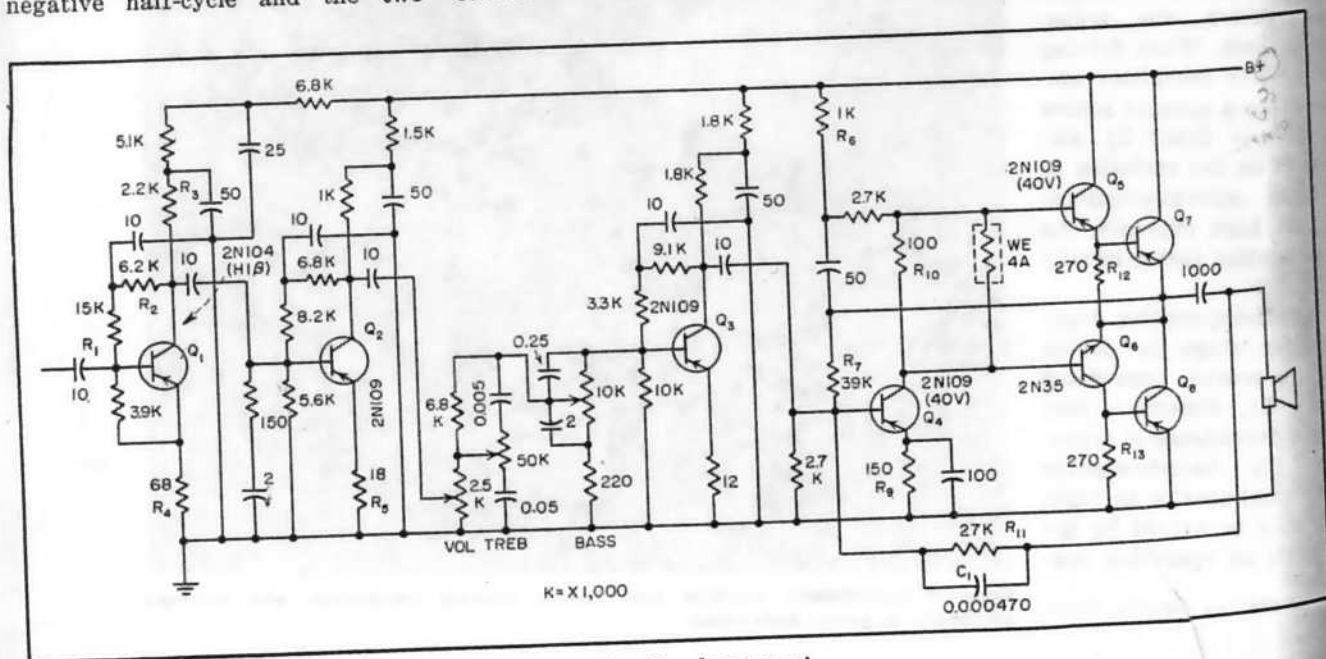 negative half-cycle and the two
B+
6.8K
5.1K
25
1.5K
1.8K
1K
R6
2.2K
R3
50
1K
50
1.8K
50
2N109
(40V)
Q5
Q7
10
2N104
(HIβ)
10
10
2.7K
100
R10
WE
4A
270
R12
1000
6.2K
R2
10
6.8K
10
9.1K
10
50
15K
8.2K
3.3K
2N109
R1
Q1
Q2
Q3
0.25
R7
39K
2N109
(40V)
Q4
2N35
Q6
Q8
10
3.9K
150
5.6K
2N109
6.8
K
0.005
10K
10K
2
50K
2.7
K
150
R9
100
270
R13
68
R4
2
18
R5
2.5
K
0.05
220
12
VOL TREB BASS
27K R11
C1
0.000470
K=X1,000